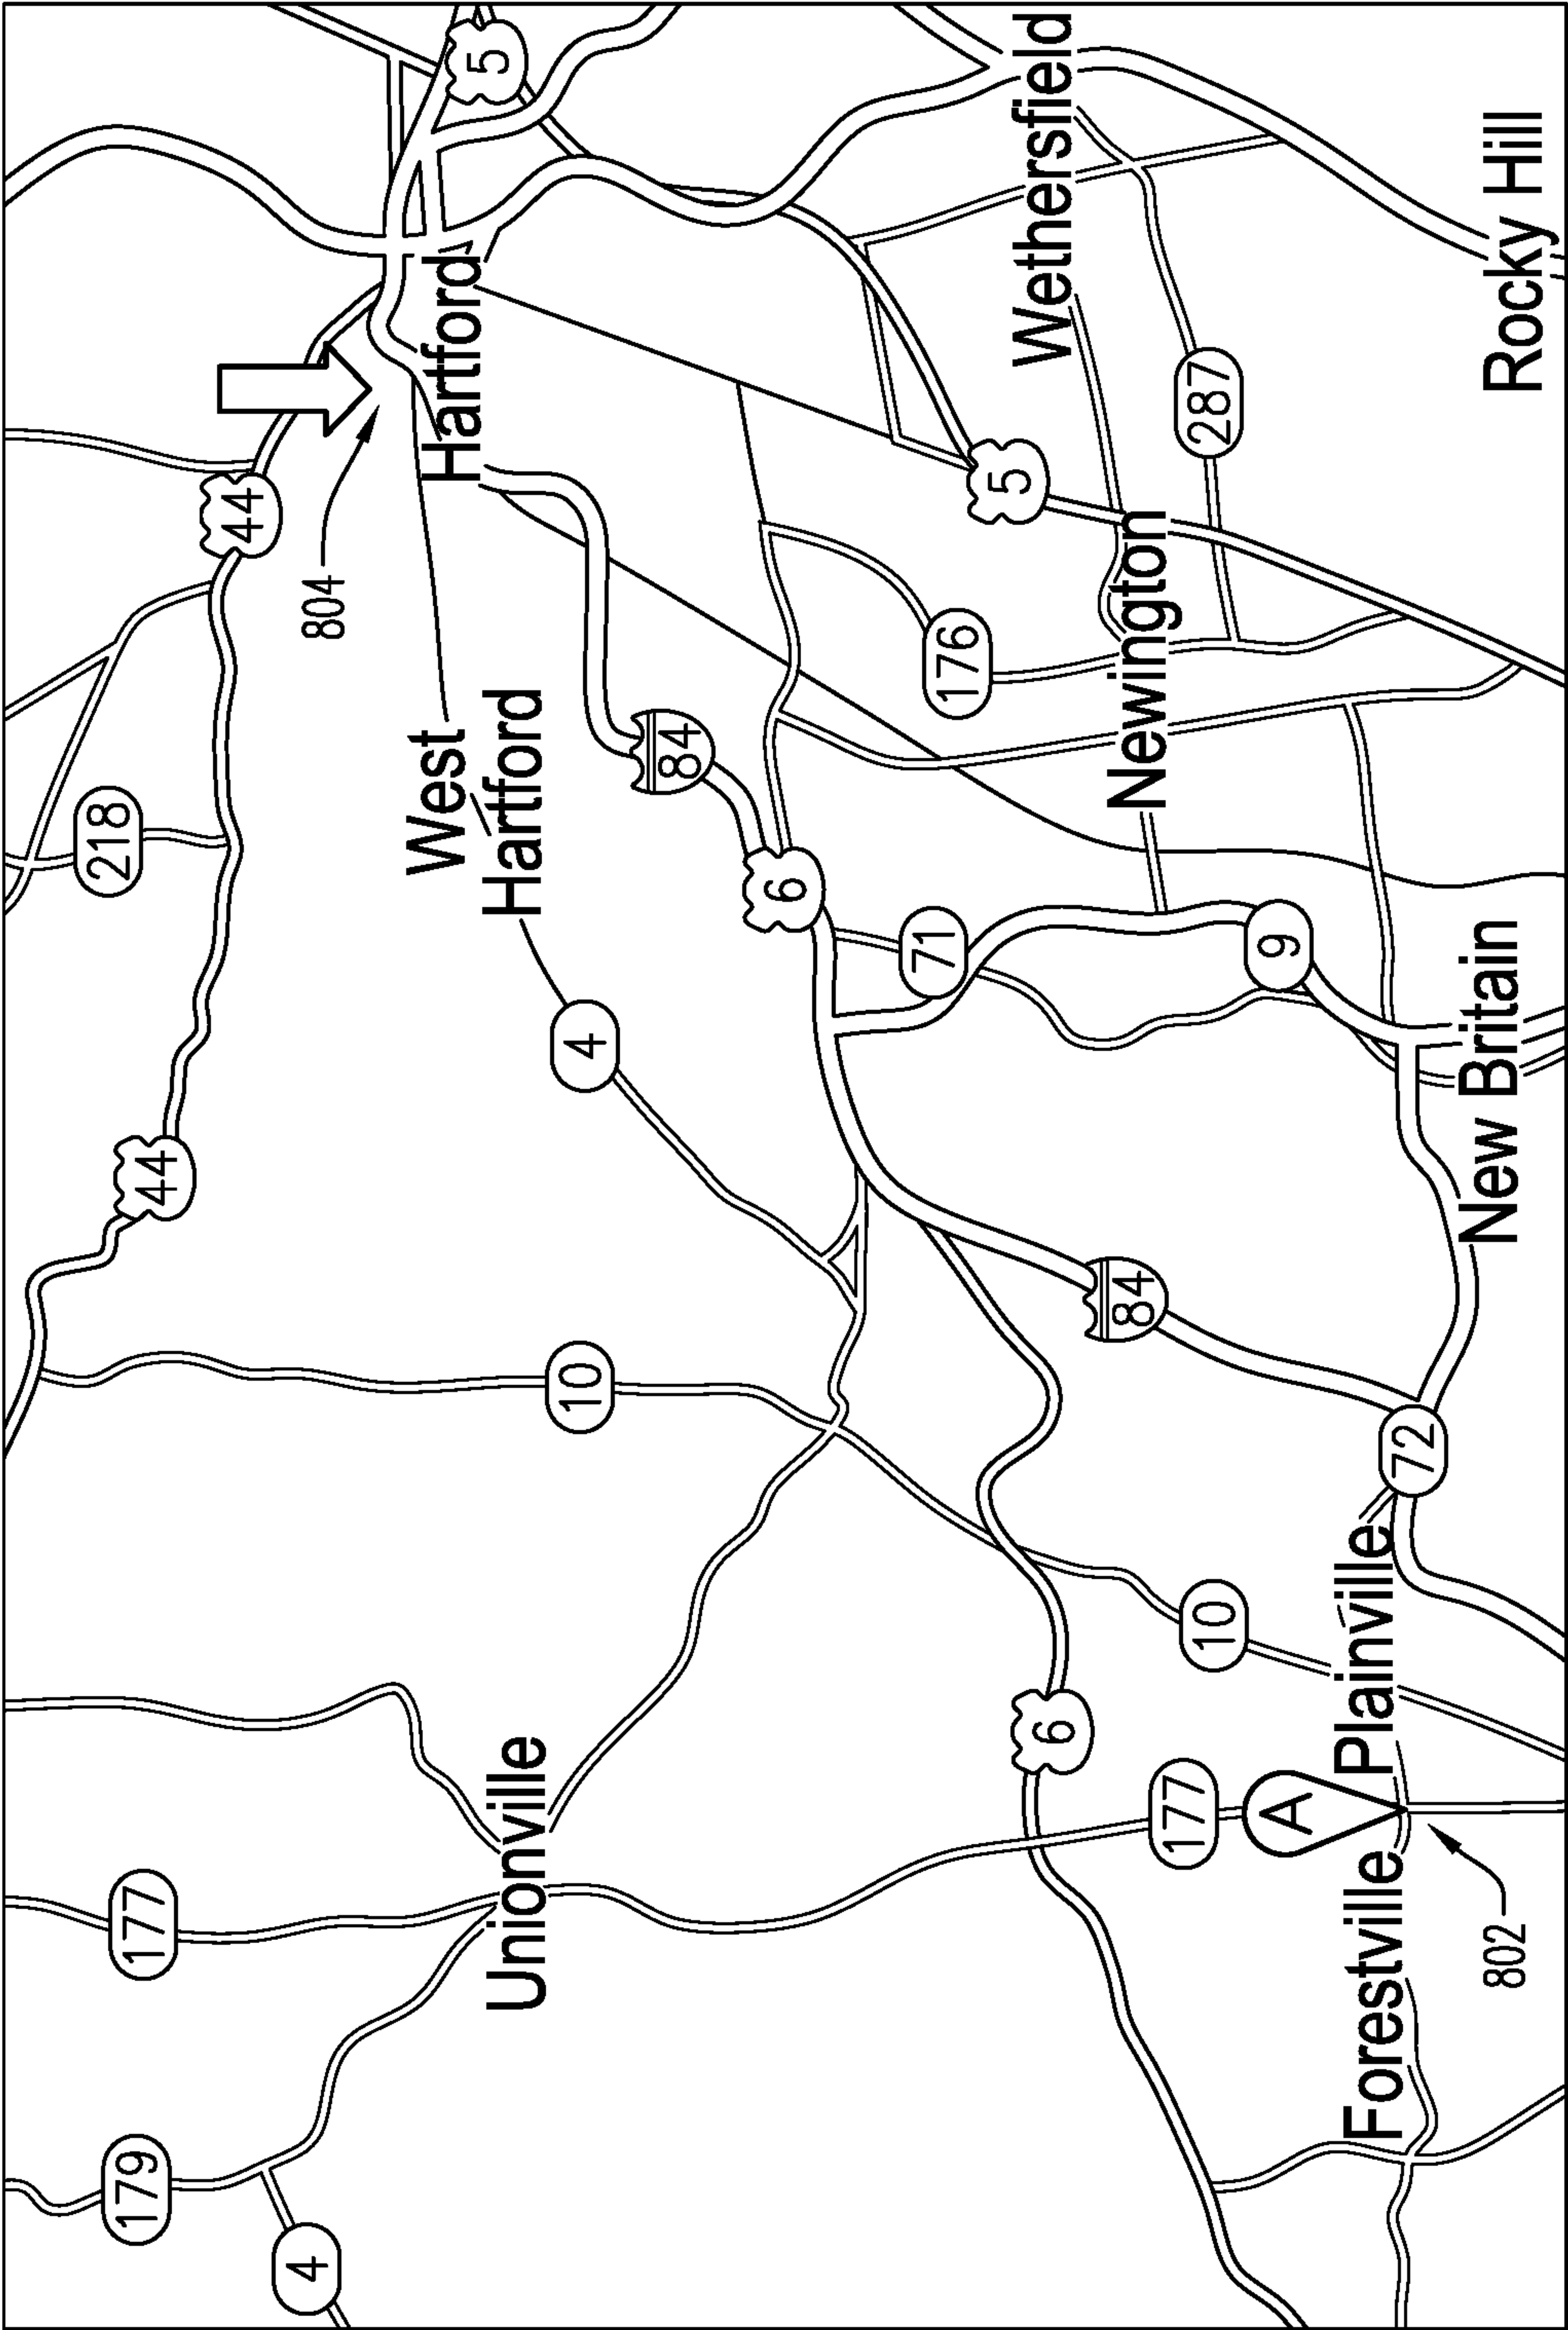 218
179
177
44
44
4
804
West
Hartford
Hartford
5
Unionville
10
4
84
6
71
176
5
Wethersfield
6
84
Newington
177
10
287
A
9
Forestville
Plainville
72
802
New Britain
Rocky Hill